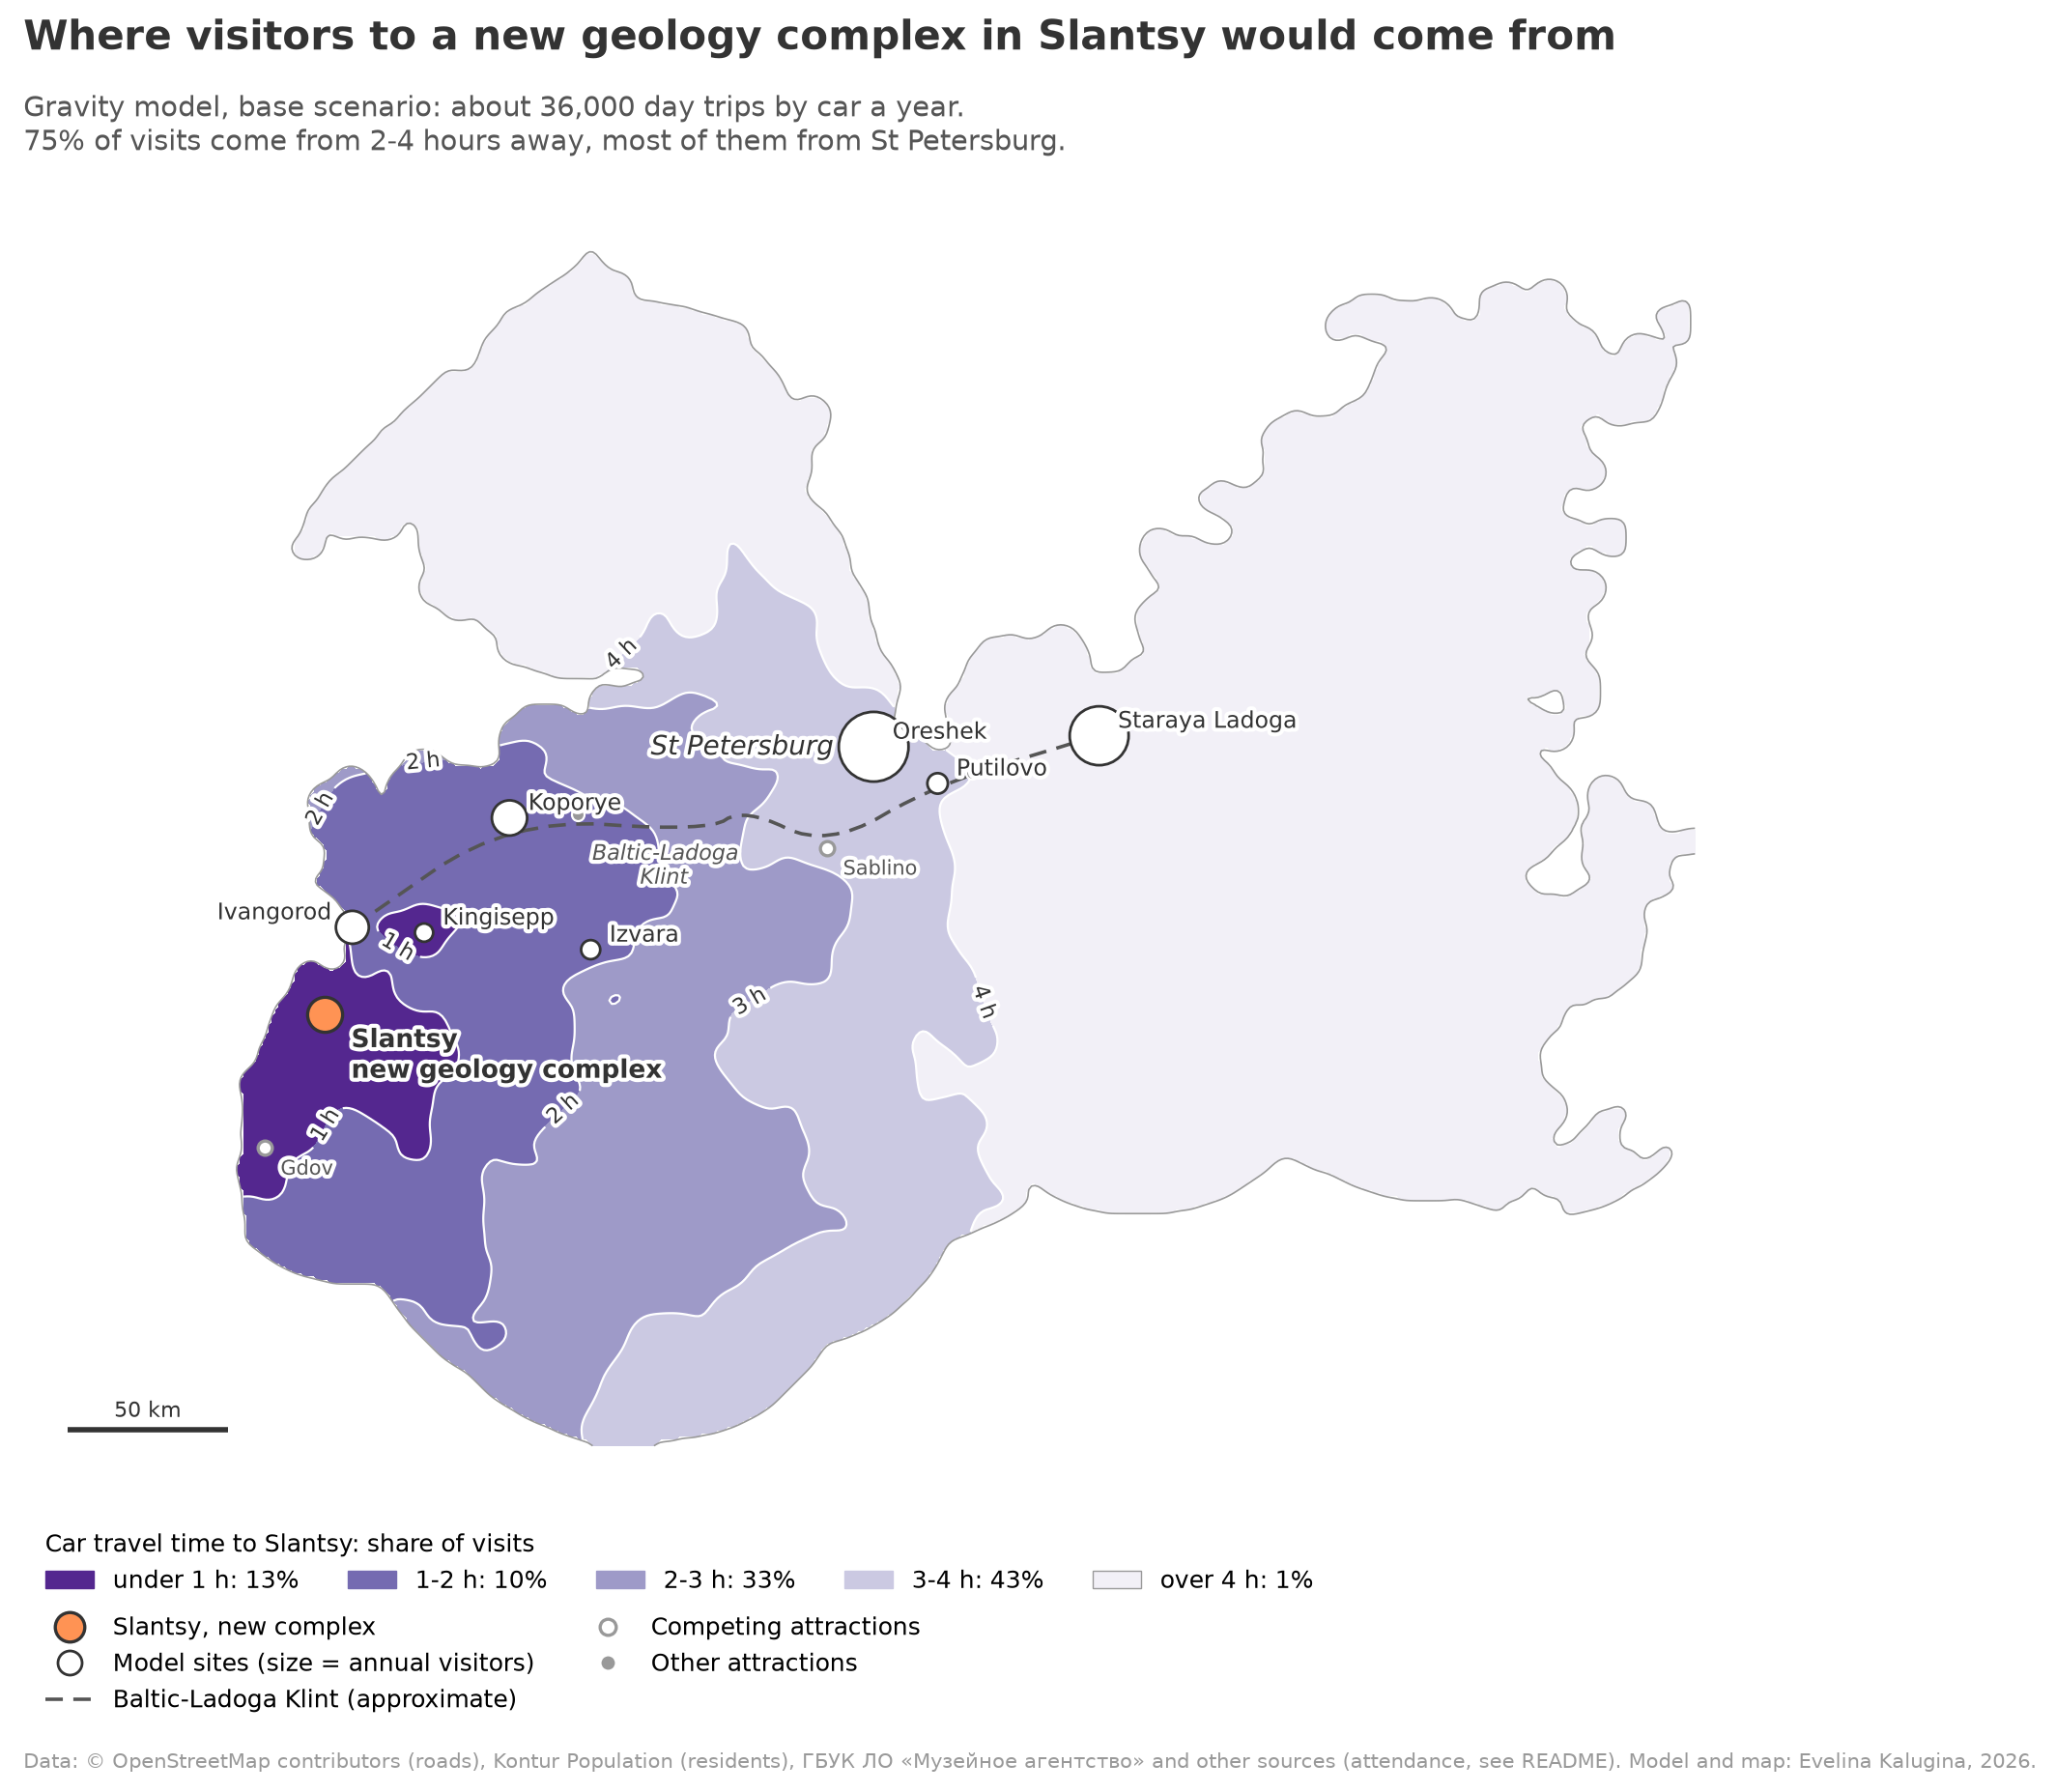 Where visitors to a new geology complex in Slantsy would come from
Gravity model, base scenario: about 36,000 day trips by car a year.
75% of visits come from 2-4 hours away, most of them from St Petersburg.
4 h
St Petersburg
Oreshek
Staraya Ladoga
Putilovo
2 h
2 h
Koporye
Baltic-Ladoga
Klint
Sablino
Ivangorod
Kingisepp
1 h
Izvara
3 h
4 h
Slantsy
new geology complex
2 h
1 h
Gdov
50 km
Car travel time to Slantsy: share of visits
under 1 h: 13%
1-2 h: 10%
2-3 h: 33%
3-4 h: 43%
over 4 h: 1%
Slantsy, new complex
Competing attractions
Model sites (size = annual visitors)
Other attractions
Baltic-Ladoga Klint (approximate)
Data: © OpenStreetMap contributors (roads), Kontur Population (residents), ГБУК ЛО «Музейное агентство» and other sources (attendance, see README). Model and map: Evelina Kalugina, 2026.